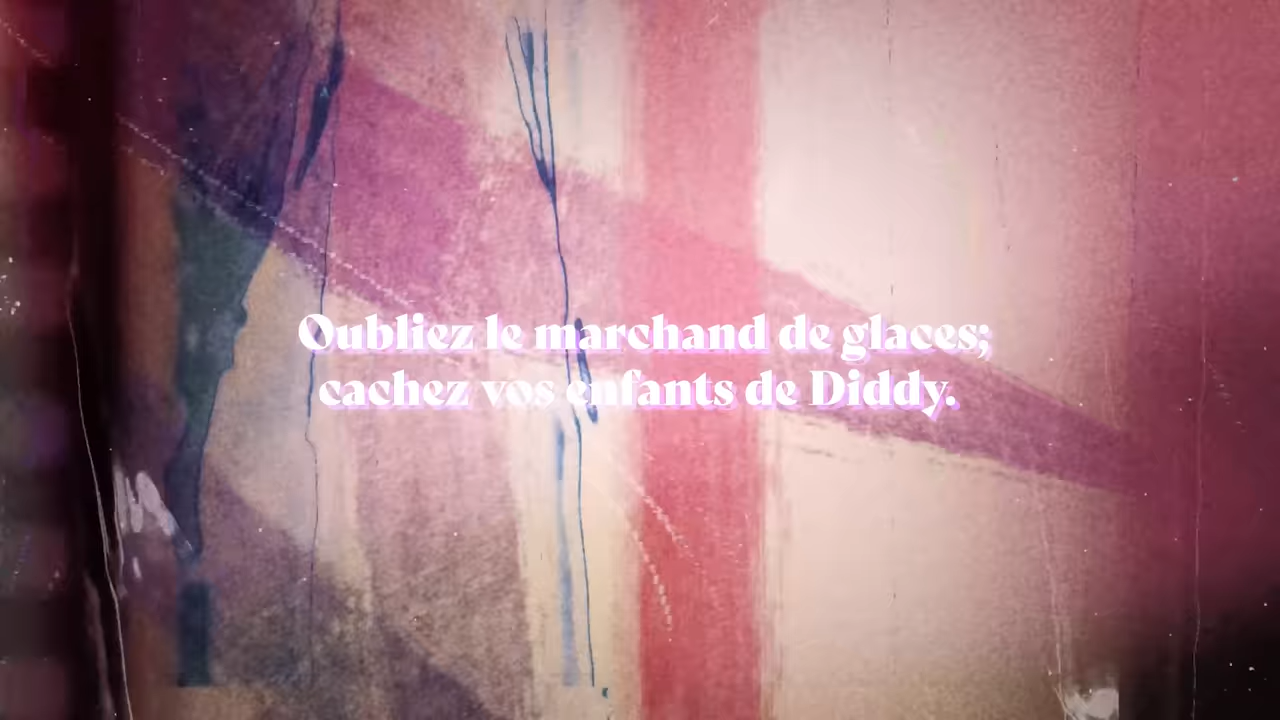 Oubliez le marchand de glaces;
cachez vos enfants de Diddy.